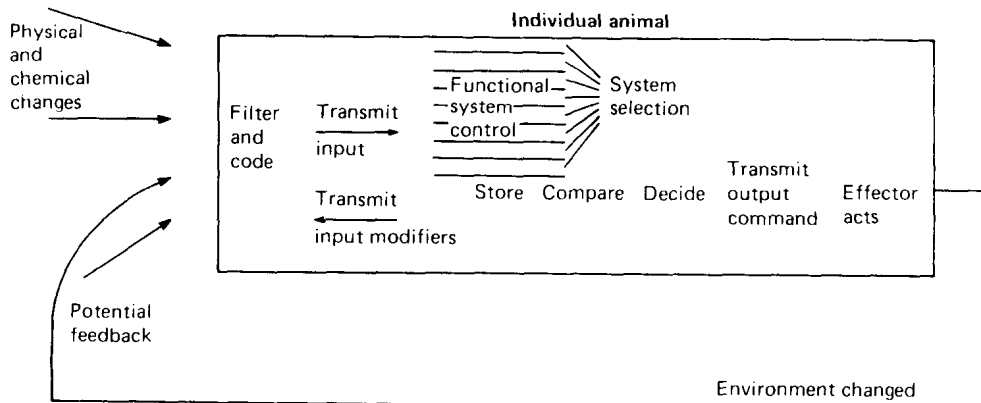 Individual animal
Physical
and
chemical
changes
Filter
and
code
Transmit
input
Transmit
input modifiers
Functional
system
control
System
selection
Store
Compare
Decide
Transmit
output
command
Effector
acts
Potential
feedback
Environment changed